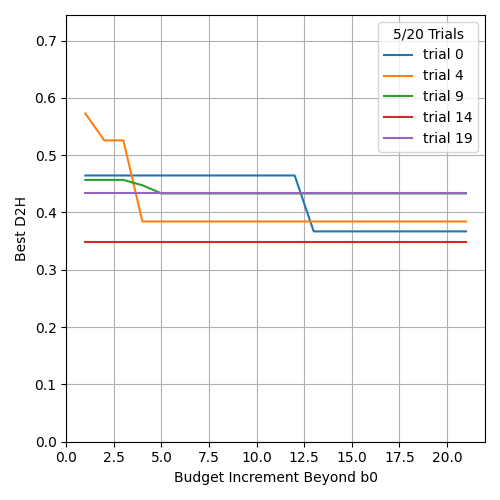 5/20 Trials
trial 0
trial 4
trial 9
trial 14
trial 19
Best D2H
0.7
0.6
0.5
0.4
0.3
0.2
0.1
0.0
0.0 2.5 5.0 7.5 10.0 12.5 15.0 17.5 20.0
Budget Increment Beyond b0